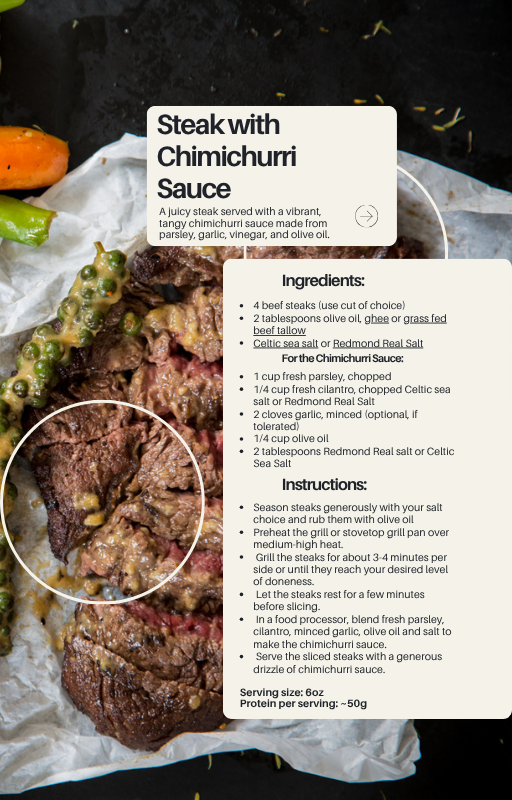 Steak with
Chimichurri
Sauce
A juicy steak served with a vibrant,
tangy chimichurri sauce made from
parsley, garlic, vinegar, and olive oil.
Ingredients:
• 4 beef steaks (use cut of choice)
• 2 tablespoons olive oil, ghee or grass fed
beef tallow
• Celtic sea salt or Redmond Real Salt
For the Chimichurri Sauce:
• 1 cup fresh parsley, chopped
• 1/4 cup fresh cilantro, chopped Celtic sea
salt or Redmond Real Salt
• 2 cloves garlic, minced (optional, if
tolerated)
• 1/4 cup olive oil
• 2 tablespoons Redmond Real salt or Celtic
Sea Salt
Instructions:
• Season steaks generously with your salt
choice and rub them with olive oil
• Preheat the grill or stovetop grill pan over
medium-high heat.
• Grill the steaks for about 3-4 minutes per
side or until they reach your desired level
of doneness.
• Let the steaks rest for a few minutes
before slicing.
• In a food processor, blend fresh parsley,
cilantro, minced garlic, olive oil and salt to
make the chimichurri sauce.
• Serve the sliced steaks with a generous
drizzle of chimichurri sauce.
Serving size: 6oz
Protein per serving: ~50g